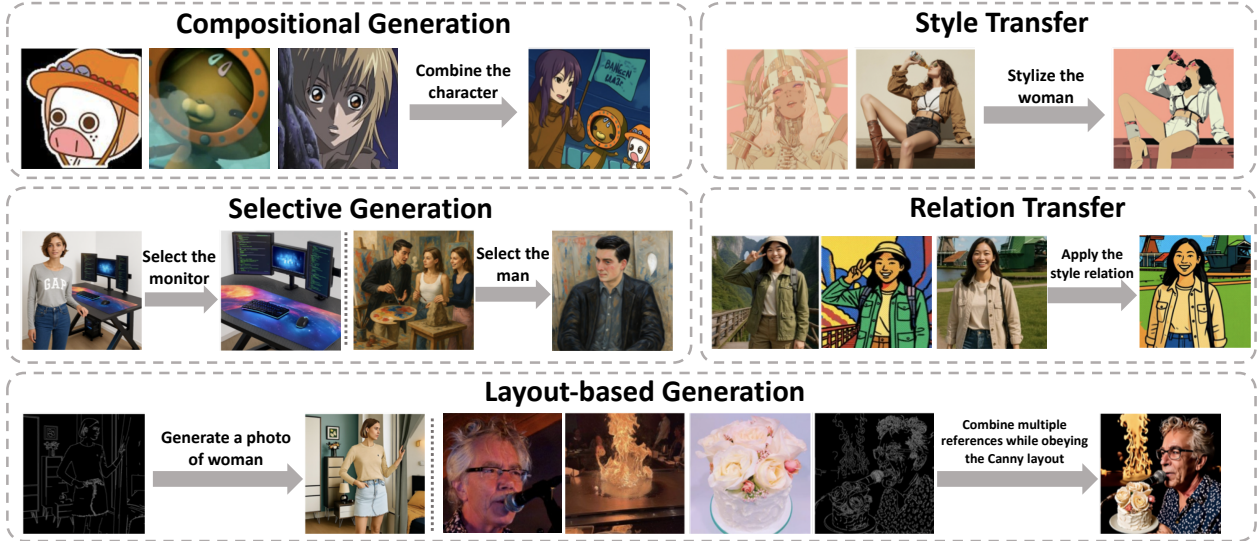 Compositional Generation
Combine the
character
Style Transfer
Stylize the
woman
Selective Generation
GAP
Select the
monitor
Select the
man
Relation Transfer
Apply the
style relation
Layout-based Generation
Generate a photo
of woman
Combine multiple
references while obeying
the Canny layout